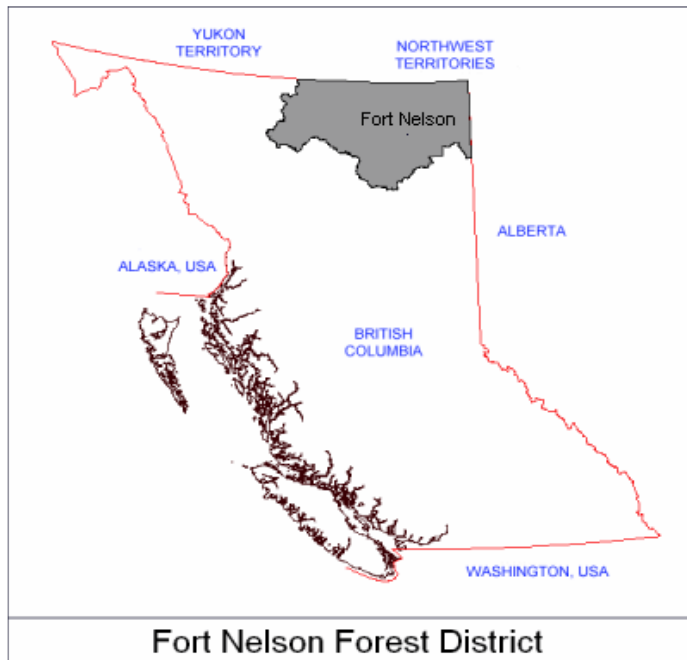 YUKON
TERRITORY
NORTHWEST
TERRITORIES
Fort Nelson
ALBERTA
ALASKA, USA
BRITISH
COLUMBIA
WASHINGTON, USA
Fort Nelson Forest District